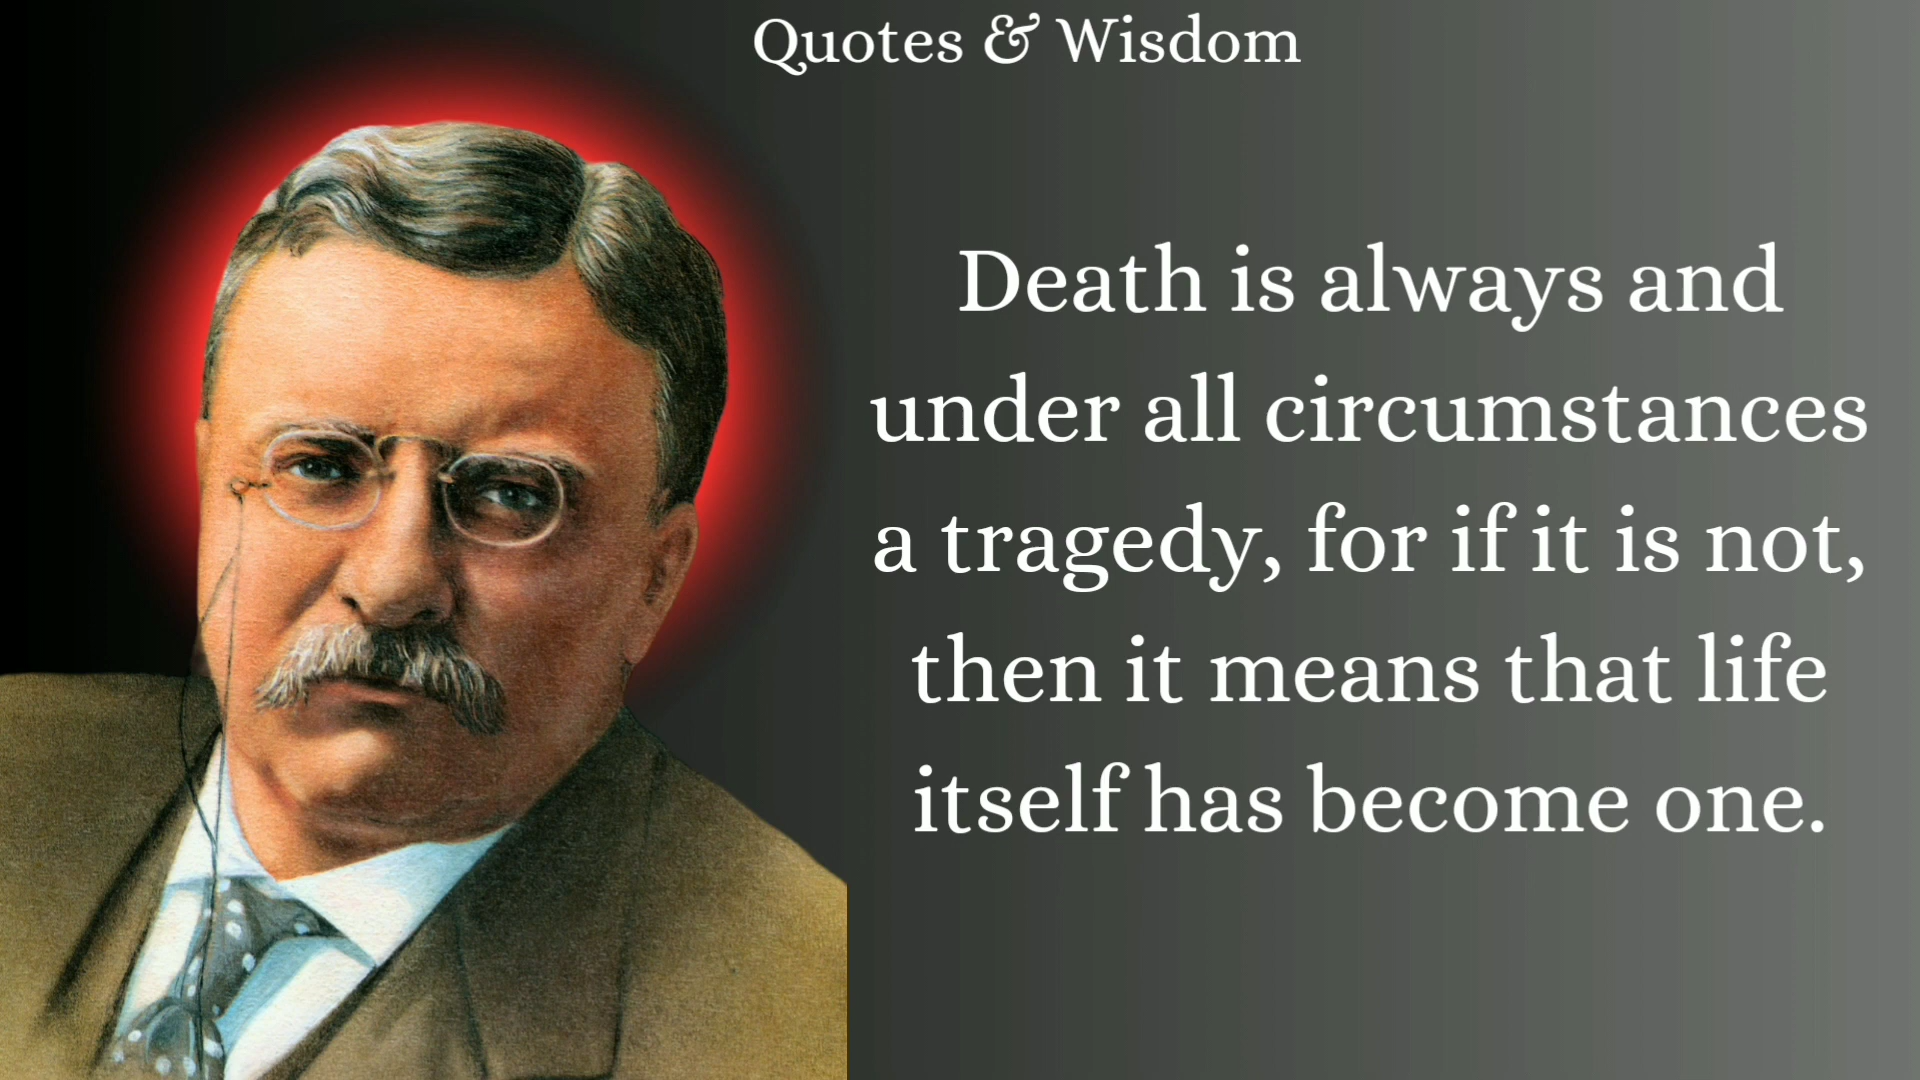 Quotes & Wisdom
Death is always and
under all circumstances
a tragedy, for if it is not,
then it means that life
itself has become one.